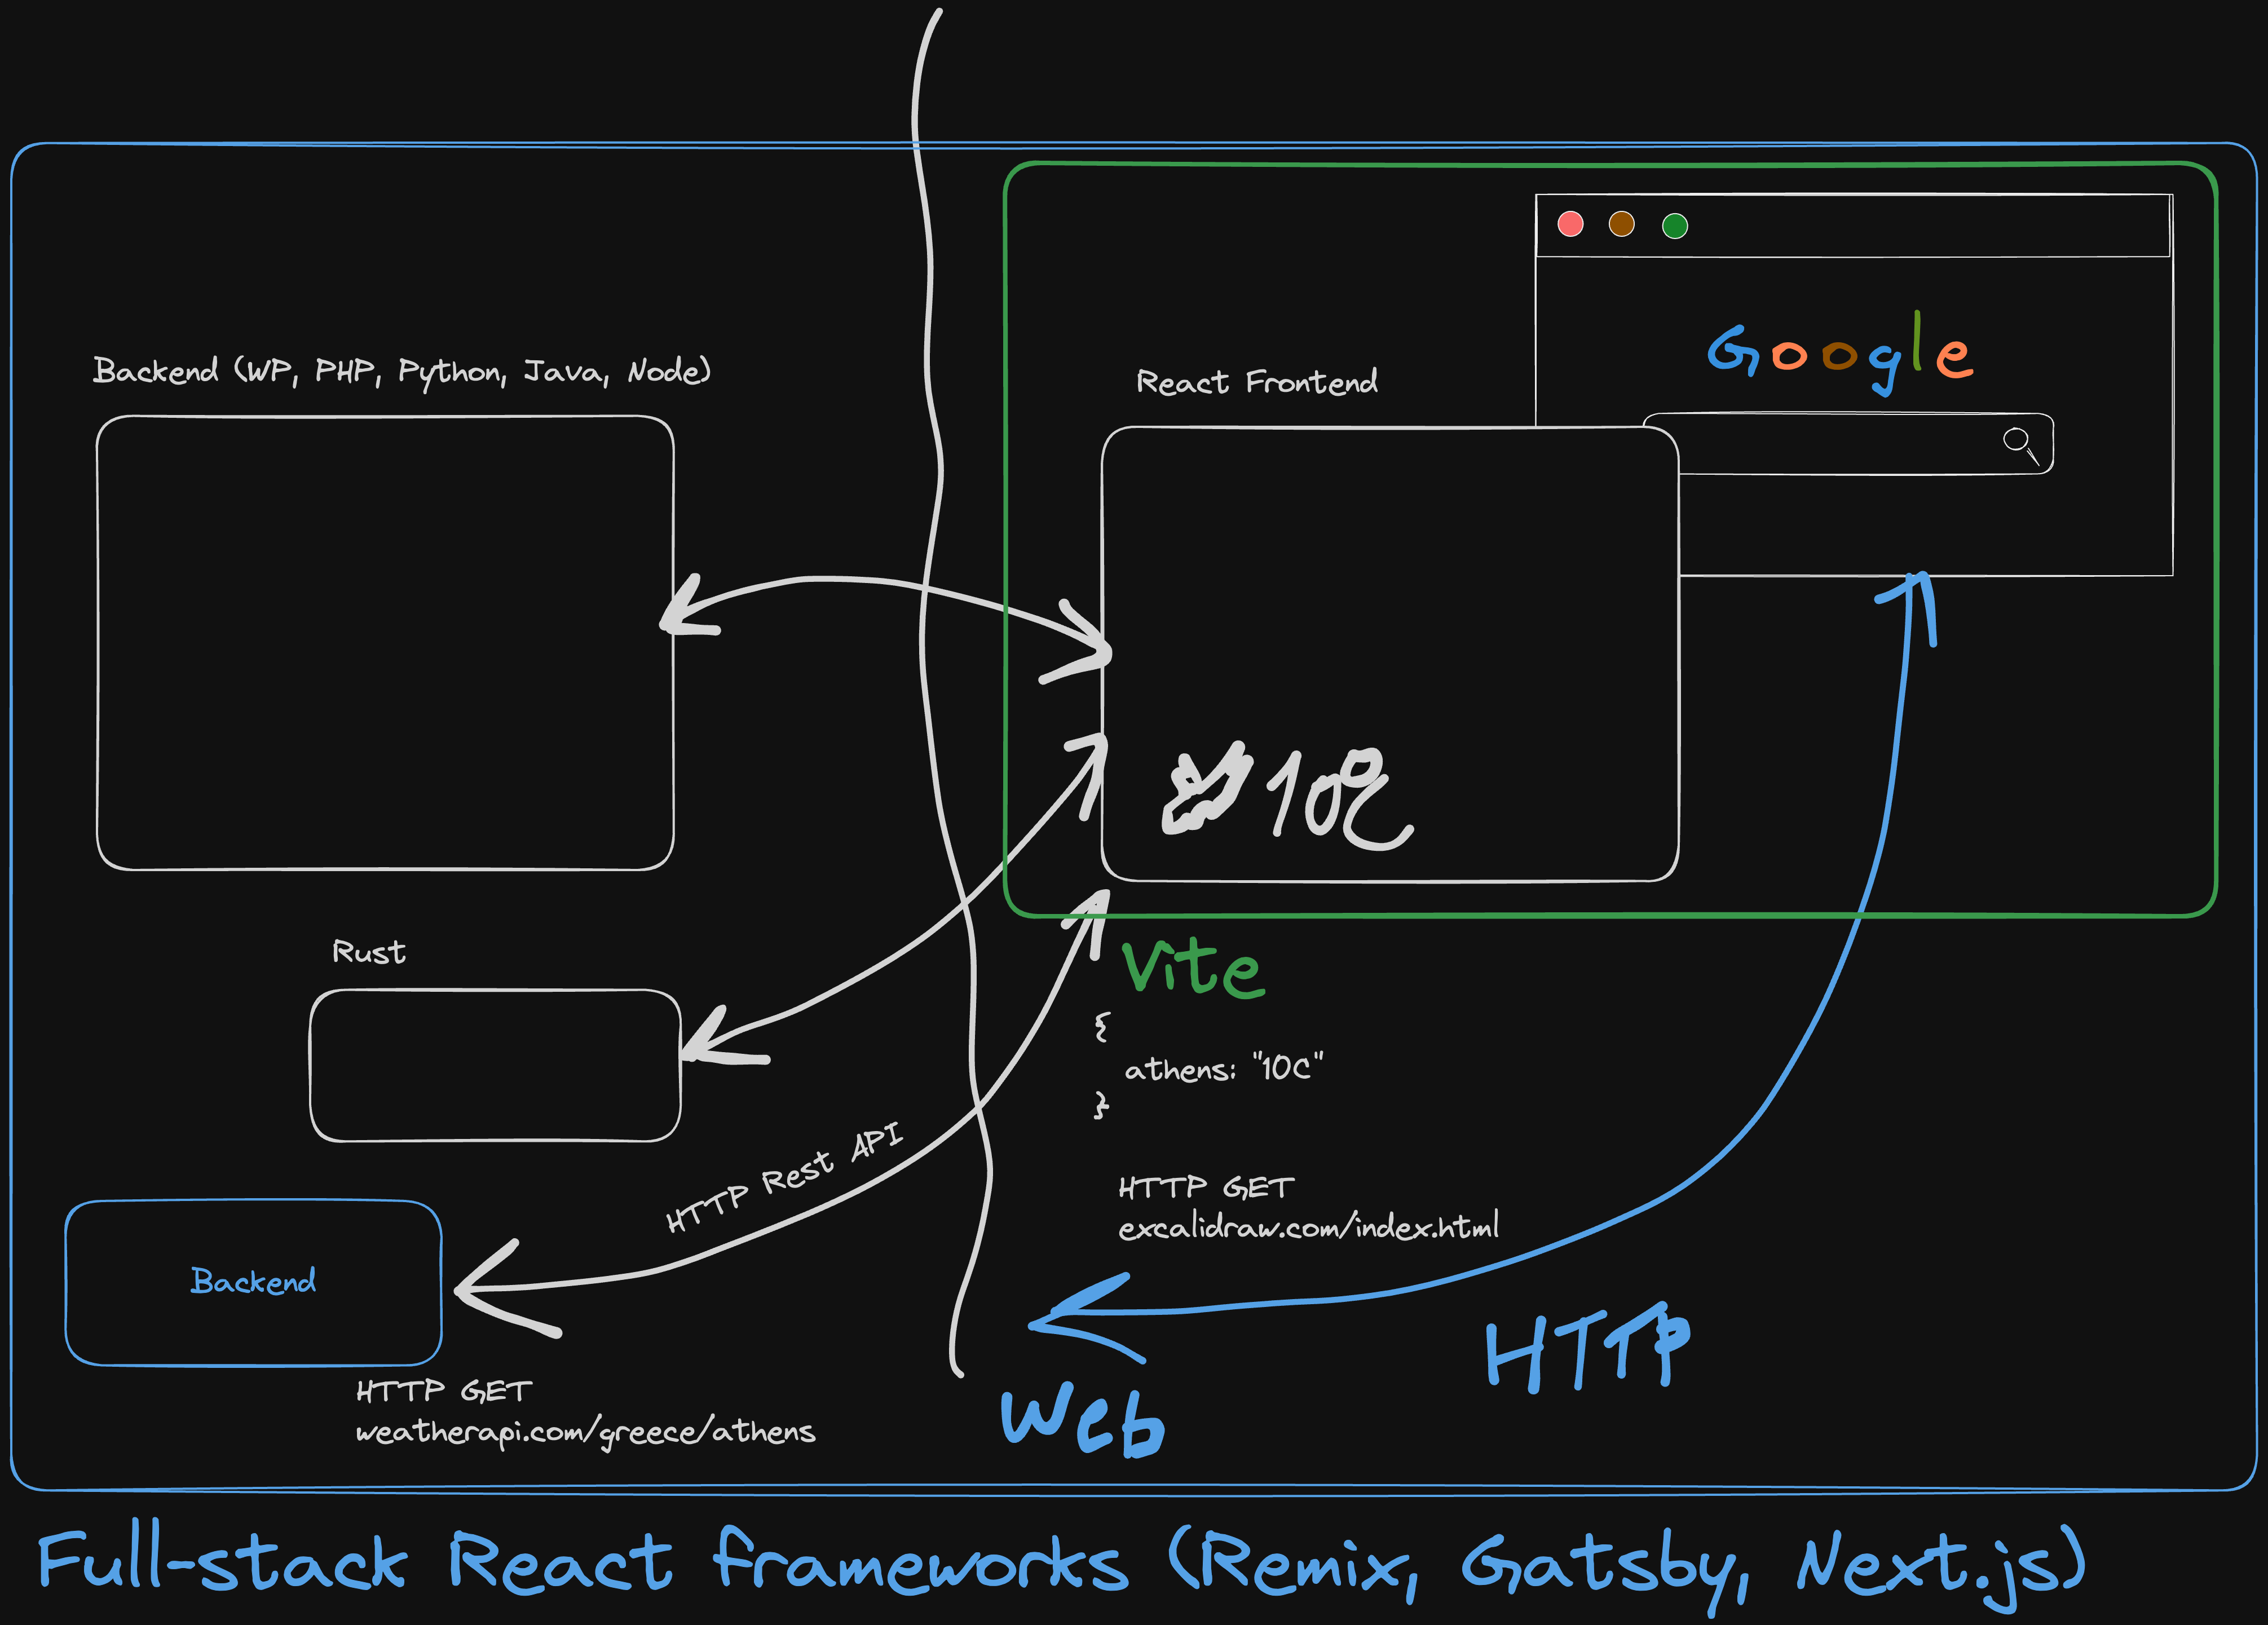 Google
Backend (WP, PHP, Python, Java, Node)
React Frontend
10C
Rust
Vite
{
athens: "10C"
}
HTTP Rest API
HTTP GET
excalidraw.com/index.html
Backend
HTTP
HTTP GET
weatherapi.com/greece/athens
Web
Full-stack React frameworks (Remix, Gatsby, Next.js)